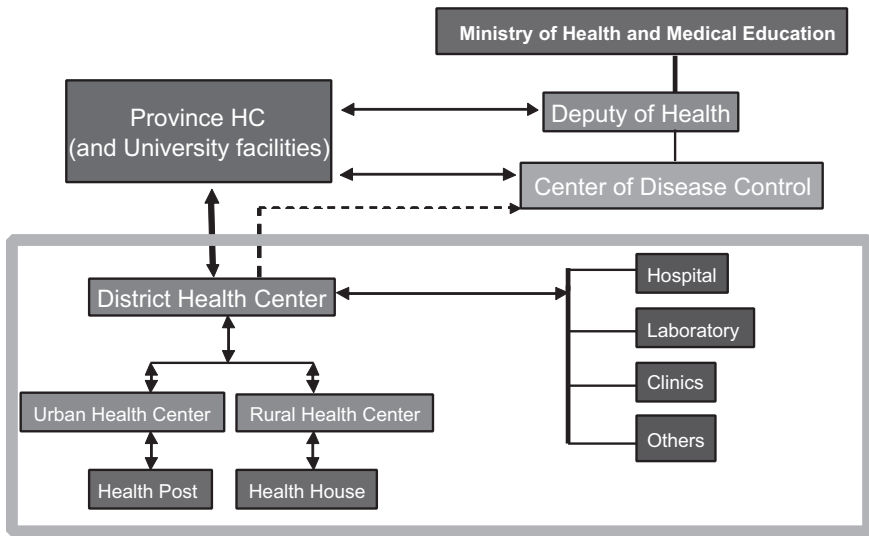 Ministry of Health and Medical Education
Province HC
(and University facilities)
Deputy of Health
Center of Disease Control
District Health Center
Hospital
Laboratory
Clinics
Others
Urban Health Center
Rural Health Center
Health Post
Health House